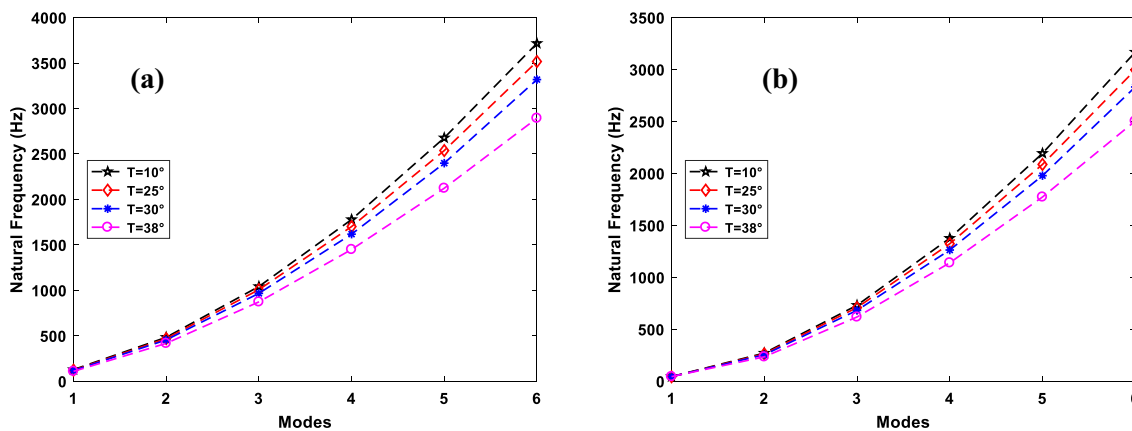 (a)
Natural Frequency (Hz)
4000
3500
3000
2500
2000
1500
1000
500
0
T=10°
T=25°
T=30°
T=38°
1 2 3 4 5 6
Modes
(b)
Natural Frequency (Hz)
3500
3000
2500
2000
1500
1000
500
0
T=10°
T=25°
T=30°
T=38°
1 2 3 4 5 6
Modes